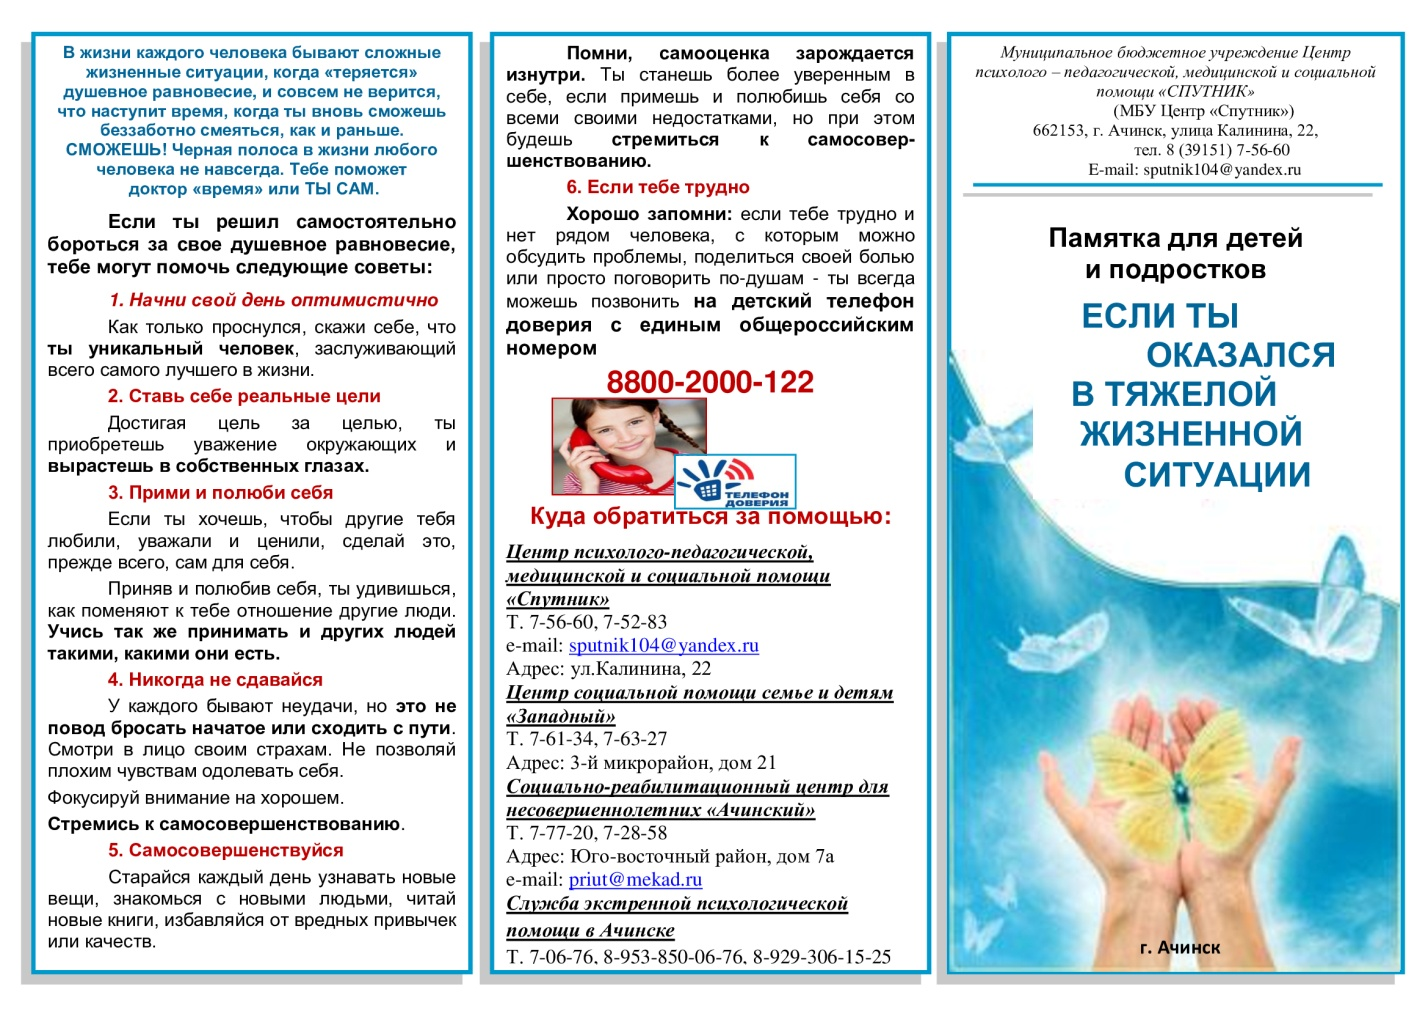 В жизни каждого человека бывают сложные
жизненные ситуации, когда «теряется»
душевное равновесие, и совсем не верится,
что наступит время, когда ты вновь сможешь
беззаботно смеяться, как и раньше.
СМОЖЕШЬ! Черная полоса в жизни любого
человека не навсегда. Тебе поможет
доктор «время» или ТЫ САМ.
Если ты решил самостоятельно
бороться за свое душевное равновесие,
тебе могут помочь следующие советы:
1. Начни свой день оптимистично
Как только проснулся, скажи себе, что
ты уникальный человек, заслуживающий
всего самого лучшего в жизни.
2. Ставь себе реальные цели
Достигая цель за целью, ты
приобретешь уважение окружающих и
вырастешь в собственных глазах.
3. Прими и полюби себя
Если ты хочешь, чтобы другие тебя
любили, уважали и ценили, сделай это,
прежде всего, сам для себя.
Приняв и полюбив себя, ты удивишься,
как поменяют к тебе отношение другие люди.
Учись так же принимать и других людей
такими, какими они есть.
4. Никогда не сдавайся
У каждого бывают неудачи, но это не
повод бросать начатое или сходить с пути.
Смотри в лицо своим страхам. Не позволяй
плохим чувствам одолевать себя.
Фокусируй внимание на хорошем.
Стремись к самосовершенствованию.
5. Самосовершенствуйся
Старайся каждый день узнавать новые
вещи, знакомься с новыми людьми, читай
новые книги, избавляйся от вредных привычек
или качеств.
Помни, самооценка зарождается
изнутри. Ты станешь более уверенным в
себе, если примешь и полюбишь себя со
всеми своими недостатками, но при этом
будешь стремиться к самосовер-
шенствованию.
6. Если тебе трудно
Хорошо запомни: если тебе трудно и
нет рядом человека, с которым можно
обсудить проблемы, поделиться своей болью
или просто поговорить по-душам - ты всегда
можешь позвонить на детский телефон
доверия с единым общероссийским
номером
8800-2000-122
ТЕЛЕФОН
ДОВЕРИЯ
Куда обратиться за помощью:
Центр психолого-педагогической,
медицинской и социальной помощи
«Спутник»
Т. 7-56-60, 7-52-83
e-mail: sputnik104@yandex.ru
Адрес: ул.Калинина, 22
Центр социальной помощи семье и детям
«Западный»
Т. 7-61-34, 7-63-27
Адрес: 3-й микрорайон, дом 21
Социально-реабилитационный центр для
несовершеннолетних «Ачинский»
Т. 7-77-20, 7-28-58
Адрес: Юго-восточный район, дом 7а
e-mail: priut@mekad.ru
Служба экстренной психологической
помощи в Ачинске
Т. 7-06-76, 8-953-850-06-76, 8-929-306-15-25
Муниципальное бюджетное учреждение Центр
психолого – педагогической, медицинской и социальной
помощи «СПУТНИК»
(МБУ Центр «Спутник»)
662153, г. Ачинск, улица Калинина, 22,
тел. 8 (39151) 7-56-60
E-mail: sputnik104@yandex.ru
Памятка для детей
и подростков
ЕСЛИ ТЫ
ОКАЗАЛСЯ
В ТЯЖЕЛОЙ
ЖИЗНЕННОЙ
СИТУАЦИИ
г. Ачинск